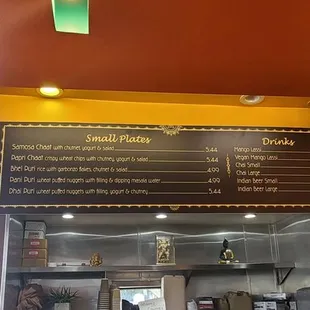 Small Plates
Samosa Chaat with chutney, yogurt & salad 5.44
Papri Chaat crispy wheat chips with chutney, yogurt & salad 5.44
Bhel Puri rice with garbonzo flakes, chutney & salad 4.99
Pani Puri wheat puffed nuggets with filling & dipping masala water 4.99
Dhai Puri wheat puffed nuggets with filling, yogurt & chutney 5.44
Drinks
Mango Lassi
Vegan Mango Lassi
Chai Small
Chai Large
Indian Beer Small
Indian Beer Large